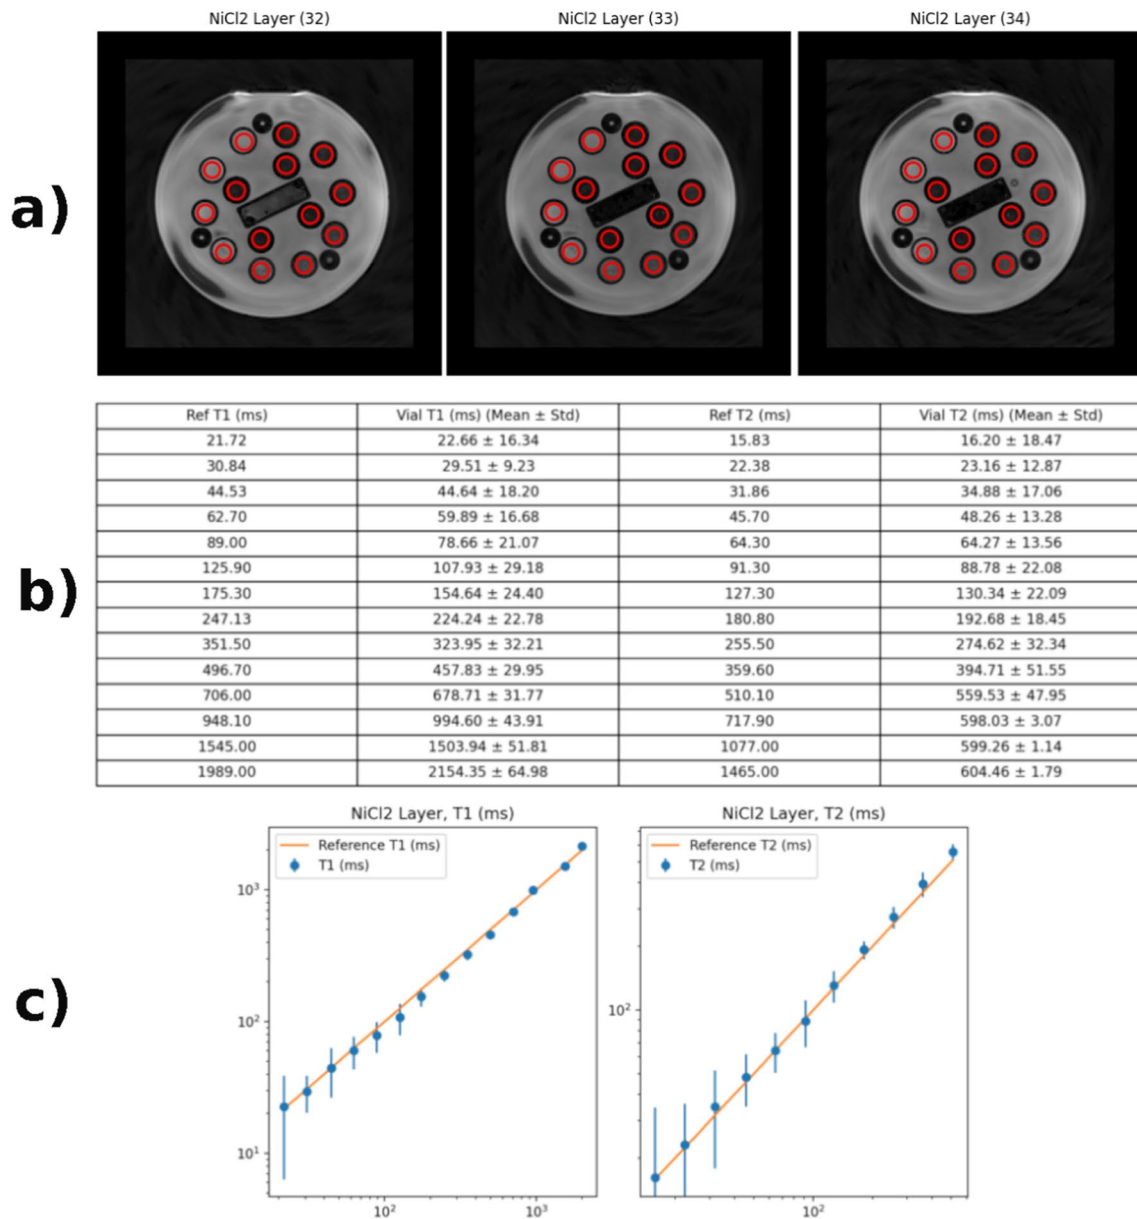 NiCl2 Layer (32) NiCl2 Layer (33) NiCl2 Layer (34)
a)
b)
Ref T1 (ms) Vial T1 (ms) (Mean ± Std) Ref T2 (ms) Vial T2 (ms) (Mean ± Std)
21.72 22.66 ± 16.34 15.83 16.20 ± 18.47
30.84 29.51 ± 9.23 22.38 23.16 ± 12.87
44.53 44.64 ± 18.20 31.86 34.88 ± 17.06
62.70 59.89 ± 16.68 45.70 48.26 ± 13.28
89.00 78.66 ± 21.07 64.30 64.27 ± 13.56
125.90 107.93 ± 29.18 91.30 88.78 ± 22.08
175.30 154.64 ± 24.40 127.30 130.34 ± 22.09
247.13 224.24 ± 22.78 180.80 192.68 ± 18.45
351.50 323.95 ± 32.21 255.50 274.62 ± 32.34
496.70 457.83 ± 29.95 359.60 394.71 ± 51.55
706.00 678.71 ± 31.77 510.10 559.53 ± 47.95
948.10 994.60 ± 43.91 717.90 598.03 ± 3.07
1545.00 1503.94 ± 51.81 1077.00 599.26 ± 1.14
1989.00 2154.35 ± 64.98 1465.00 604.46 ± 1.79
c)
NiCl2 Layer, T1 (ms)
Reference T1 (ms)
T1 (ms)
10³
10²
10¹
10² 10³
NiCl2 Layer, T2 (ms)
Reference T2 (ms)
T2 (ms)
10²
10²